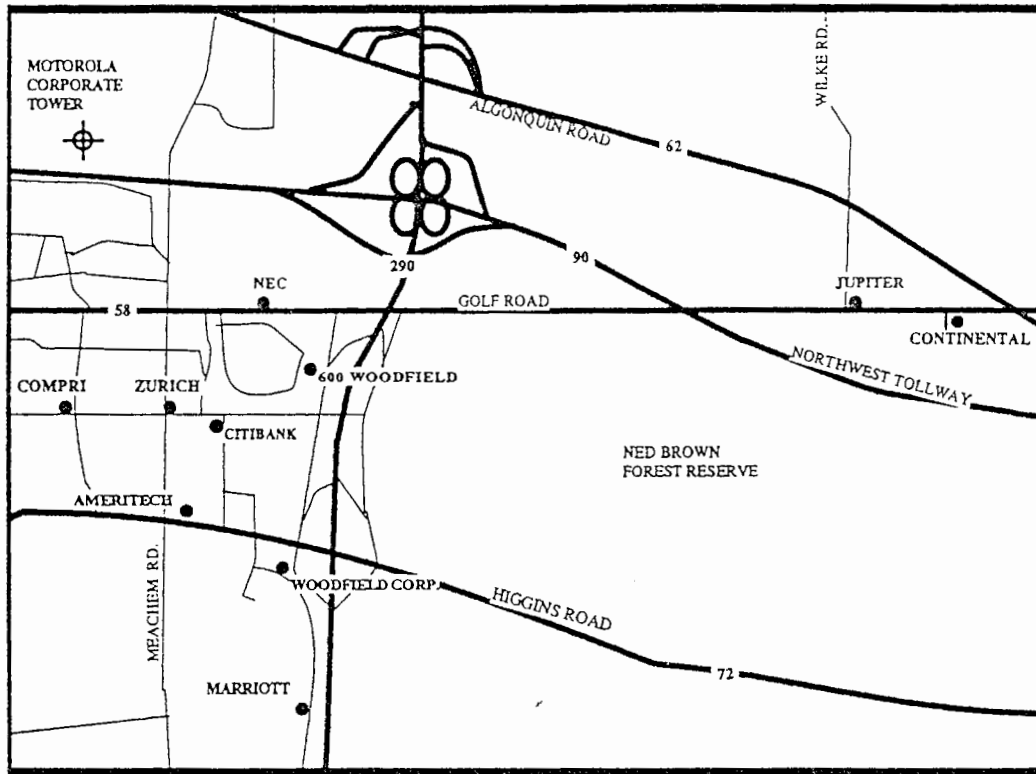 MOTOROLA
CORPORATE
TOWER
WILKE RD.
ALGONQUIN ROAD
62
90
290
NEC
GOLF ROAD
JUPITER
58
CONTINENTAL
NORTHWEST TOLLWAY
600 WOODFIELD
COMPRI
ZURICH
CITIBANK
NED BROWN
FOREST RESERVE
AMERITECH
WOODFIELD CORP.
HIGGINS ROAD
MEACHEM RD.
72
MARRIOTT